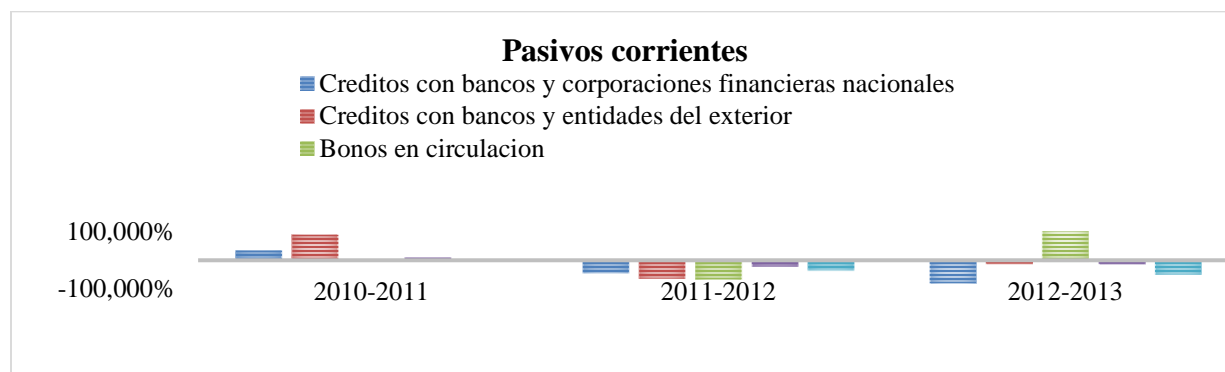 Pasivos corrientes
Creditos con bancos y corporaciones financieras nacionales
Creditos con bancos y entidades del exterior
Bonos en circulacion
100,000%
-100,000%
2010-2011
2011-2012
2012-2013